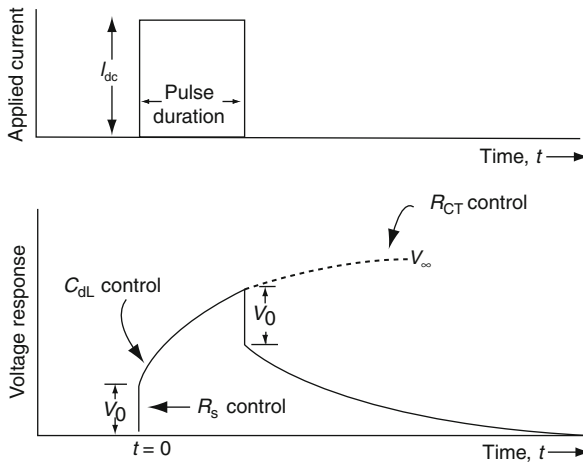 Applied current
I_dc
Pulse
duration
Time, t
Voltage response
R_CT control
V_∞
C_dL control
V_0
V_0
R_s control
t = 0
Time, t